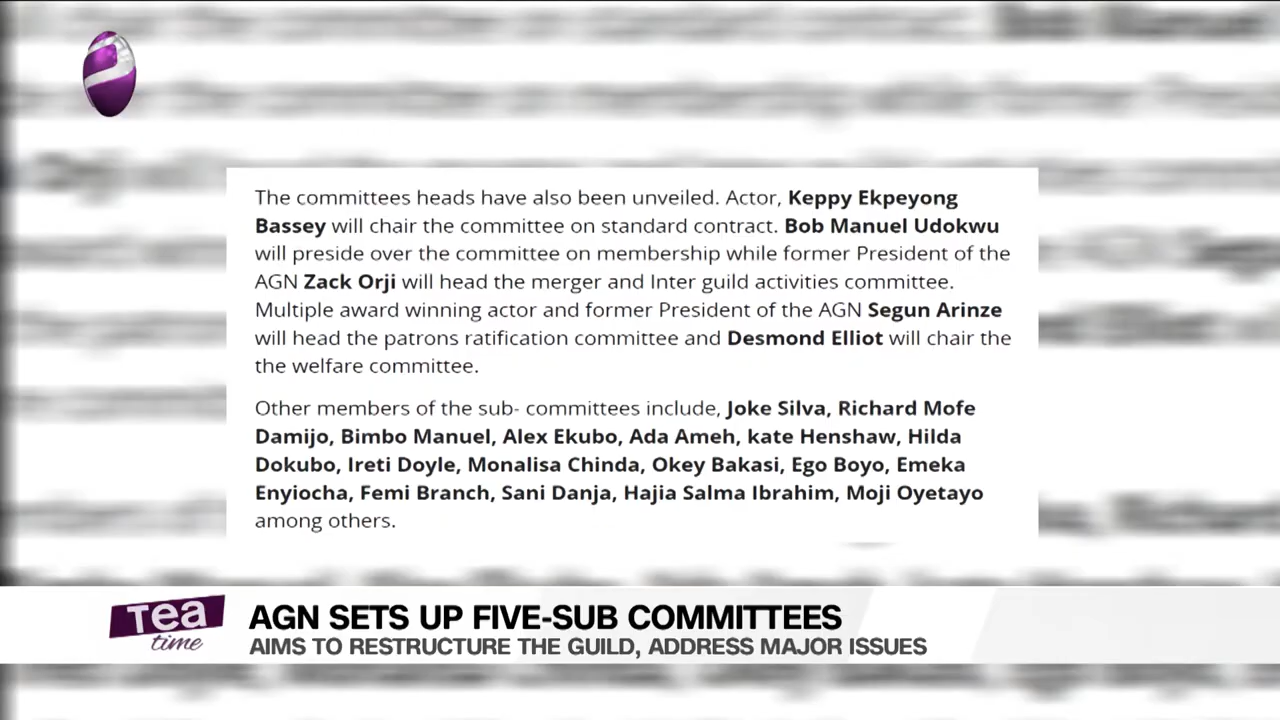 The committees heads have also been unveiled. Actor, Keppy Ekpeyong
Bassey will chair the committee on standard contract. Bob Manuel Udokwu
will preside over the committee on membership while former President of the
AGN Zack Orji will head the merger and Inter guild activities committee.
Multiple award winning actor and former President of the AGN Segun Arinze
will head the patrons ratification committee and Desmond Elliot will chair the
the welfare committee.
Other members of the sub- committees include, Joke Silva, Richard Mofe
Damijo, Bimbo Manuel, Alex Ekubo, Ada Ameh, kate Henshaw, Hilda
Dokubo, Ireti Doyle, Monalisa Chinda, Okey Bakasi, Ego Boyo, Emeka
Enyiocha, Femi Branch, Sani Danja, Hajia Salma Ibrahim, Moji Oyetayo
among others.
Tea
time
AGN SETS UP FIVE-SUB COMMITTEES
AIMS TO RESTRUCTURE THE GUILD, ADDRESS MAJOR ISSUES